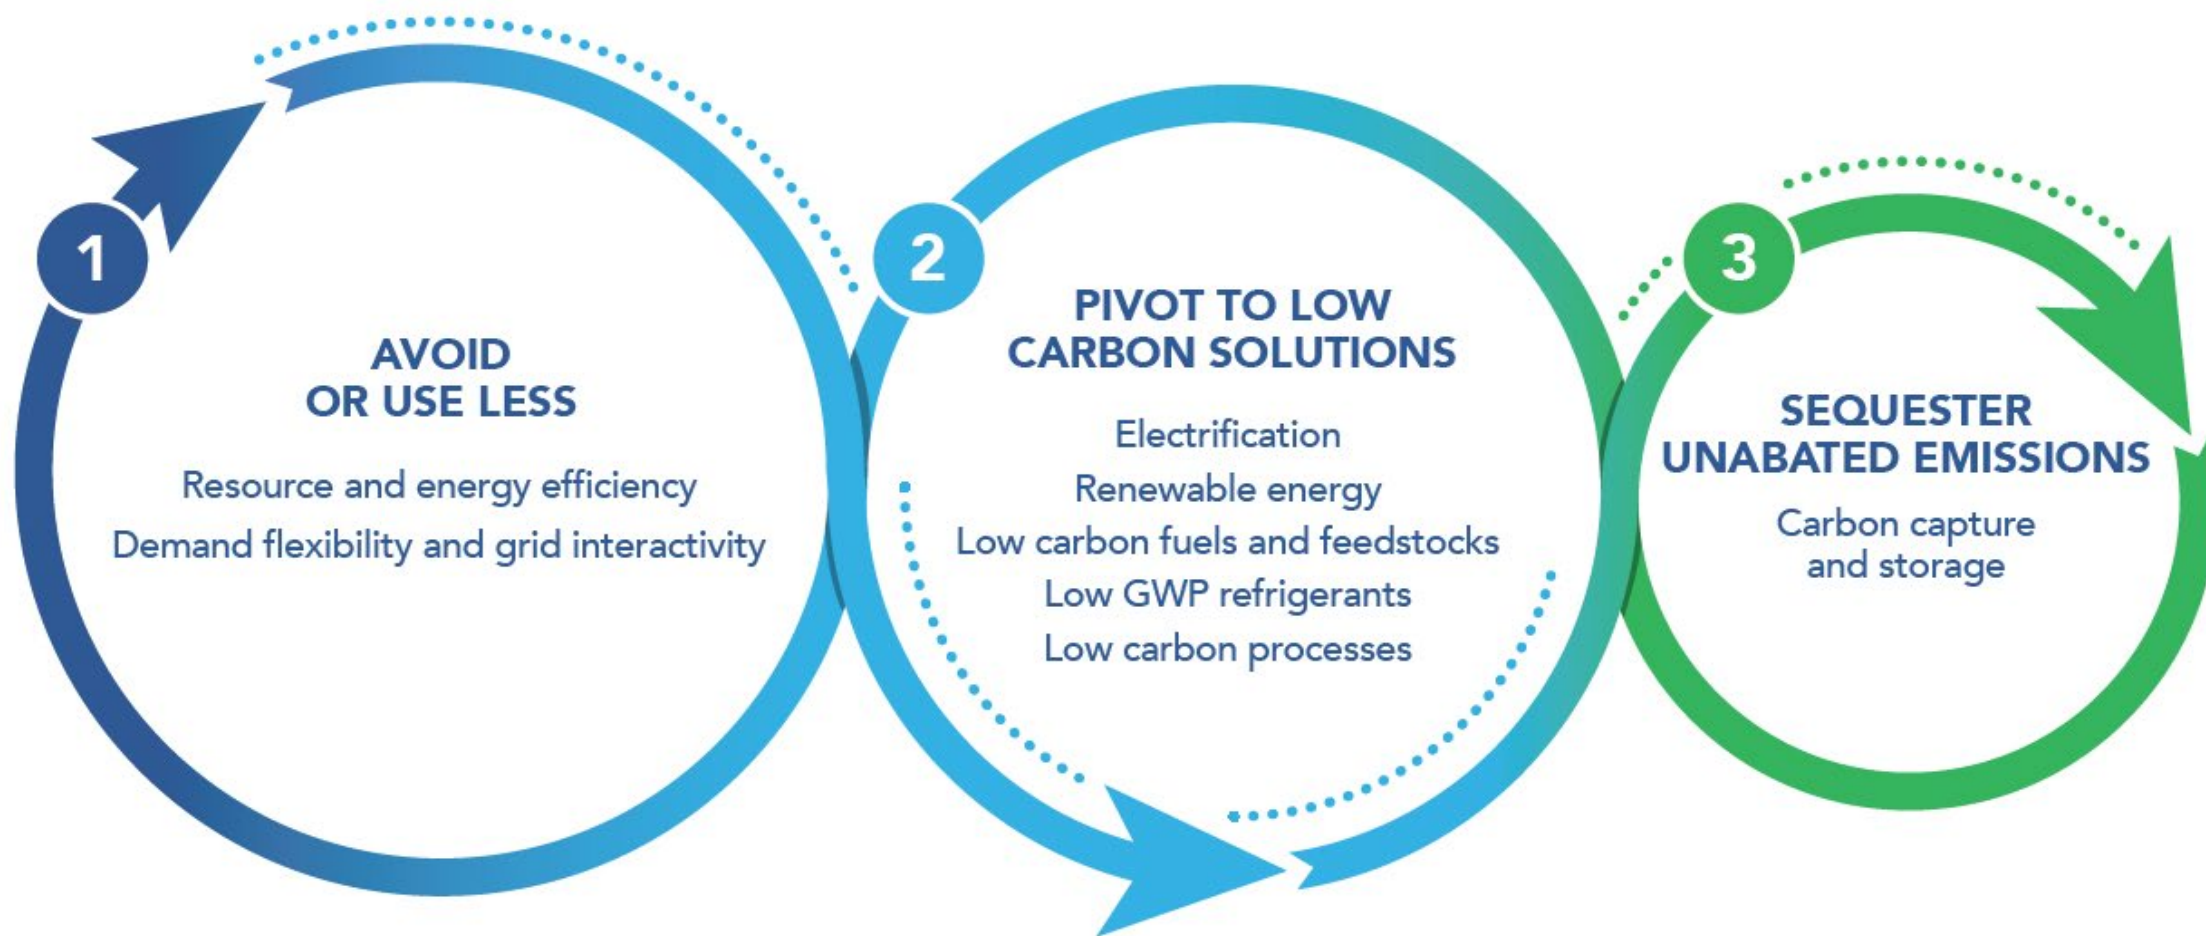 1
AVOID
OR USE LESS
Resource and energy efficiency
Demand flexibility and grid interactivity
2
PIVOT TO LOW
CARBON SOLUTIONS
Electrification
Renewable energy
Low carbon fuels and feedstocks
Low GWP refrigerants
Low carbon processes
3
SEQUESTER
UNABATED EMISSIONS
Carbon capture
and storage